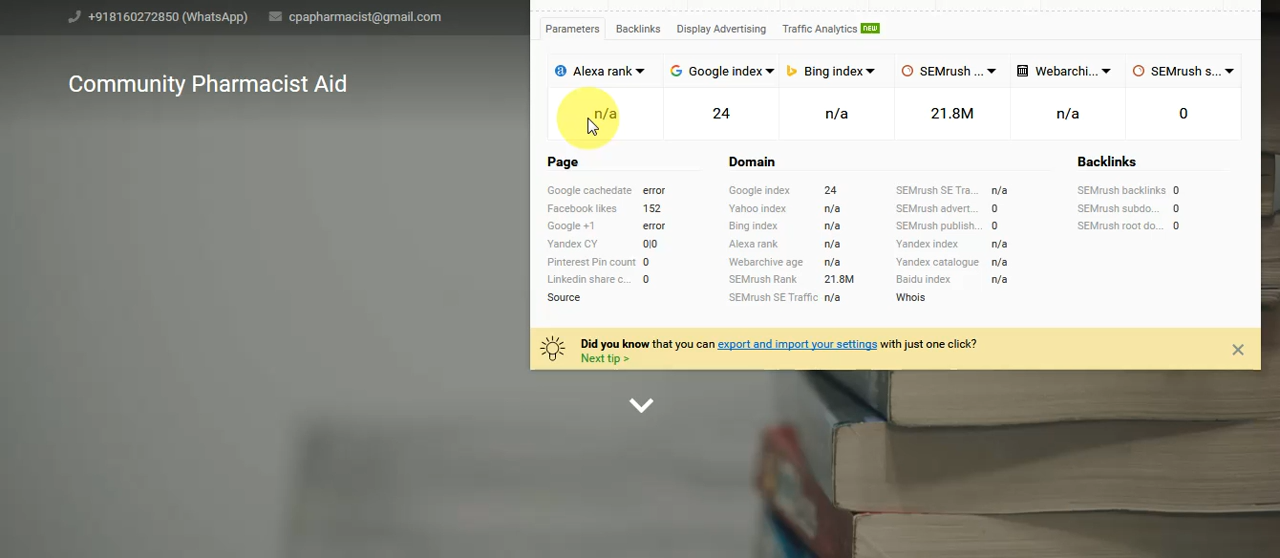 +918160272850 (WhatsApp) cpapharmacist@gmail.com
Community Pharmacist Aid
Parameters Backlinks Display Advertising Traffic Analytics NEW
Alexa rank Google index Bing index SEMrush ... Webarchi... SEMrush s...
n/a 24 n/a 21.8M n/a 0
Page Domain Backlinks
Google cachedate error Google index 24 SEMrush SE Tra... n/a SEMrush backlinks 0
Facebook likes 152 Yahoo index n/a SEMrush advert... 0 SEMrush subdo... 0
Google +1 error Bing index n/a SEMrush publish... 0 SEMrush root do... 0
Yandex CY 0|0 Alexa rank n/a Yandex index n/a
Pinterest Pin count 0 Webarchive age n/a Yandex catalogue n/a
Linkedin share c... 0 SEMrush Rank 21.8M Baidu index n/a
Source SEMrush SE Traffic n/a Whois
Did you know that you can export and import your settings with just one click?
Next tip >